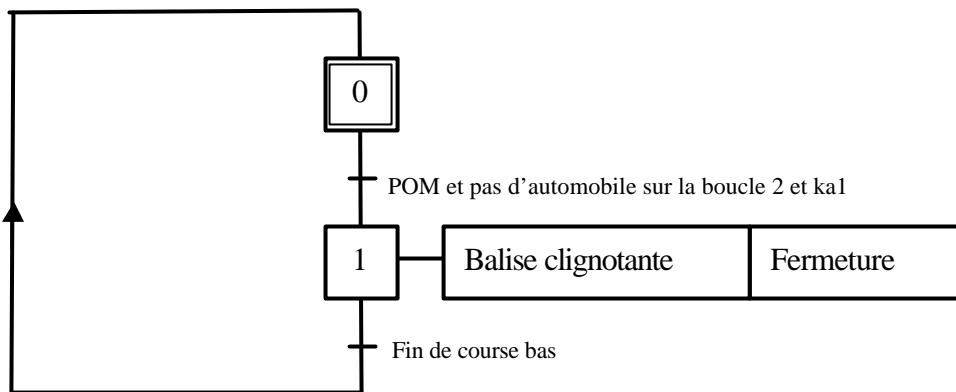 0
POM et pas d’automobile sur la boucle 2 et ka1
1
Balise clignotante
Fermeture
Fin de course bas